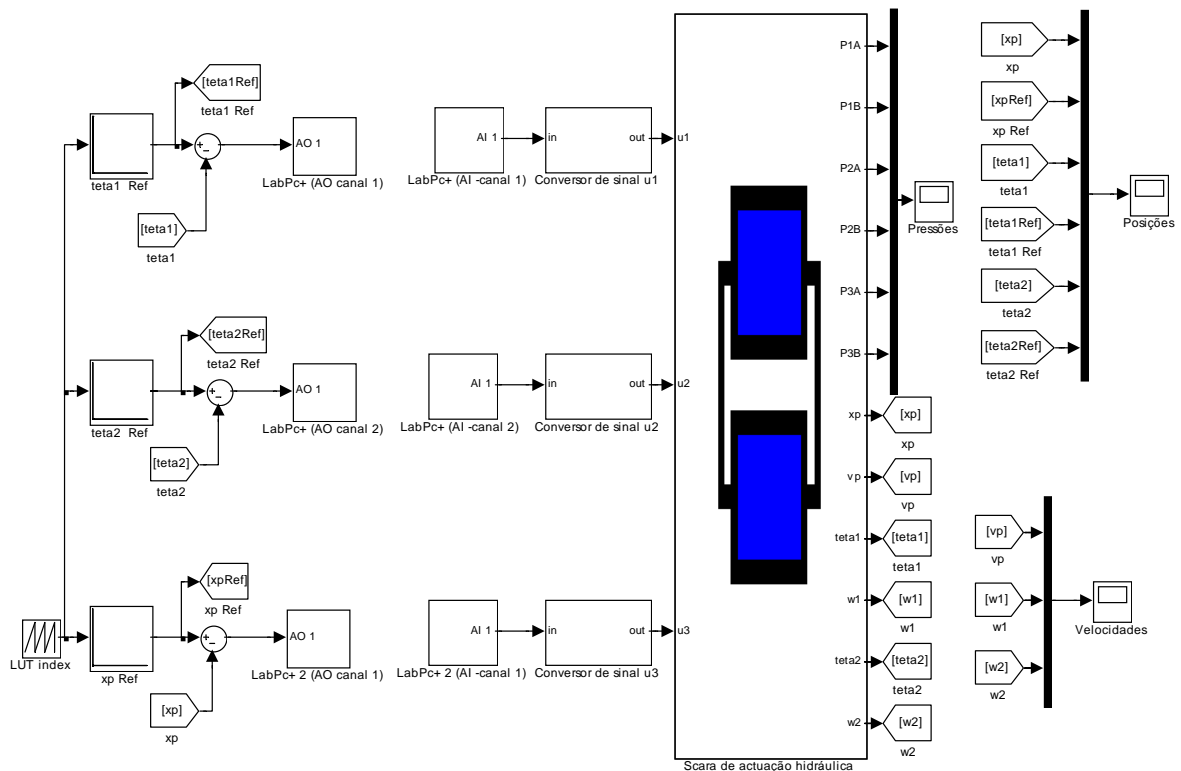 [teta1Ref]
teta1 Ref
teta1 Ref
+
−
AO 1
LabPc+ (AO canal 1)
[teta1]
teta1
AI 1
LabPc+ (AI -canal 1)
in
out
Conversor de sinal u1
u1
[teta2Ref]
teta2 Ref
teta2 Ref
+
−
AO 1
LabPc+ (AO canal 2)
[teta2]
teta2
AI 1
LabPc+ (AI -canal 2)
in
out
Conversor de sinal u2
u2
[xpRef]
xp Ref
LUT index
xp Ref
+
−
AO 1
LabPc+ 2 (AO canal 1)
[xp]
xp
AI 1
LabPc+ 2 (AI -canal 1)
in
out
Conversor de sinal u3
u3
P1A
P1B
P2A
P2B
P3A
P3B
xp
vp
teta1
w1
teta2
w2
Scara de actuação hidráulica
Pressões
[xp]
xp
[vp]
vp
[teta1]
teta1
[w1]
w1
[teta2]
teta2
[w2]
w2
[xp]
xp
[xpRef]
xp Ref
[teta1]
teta1
[teta1Ref]
teta1 Ref
[teta2]
teta2
[teta2Ref]
teta2 Ref
Posições
[vp]
vp
[w1]
w1
[w2]
w2
Velocidades